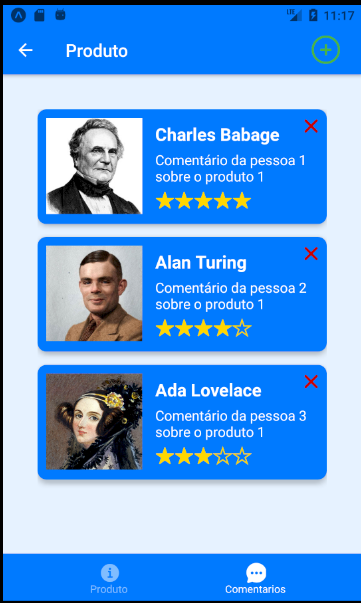 LTE 11:17
Produto
Charles Babage
Comentário da pessoa 1
sobre o produto 1
Alan Turing
Comentário da pessoa 2
sobre o produto 1
Ada Lovelace
Comentário da pessoa 3
sobre o produto 1
Produto
Comentarios